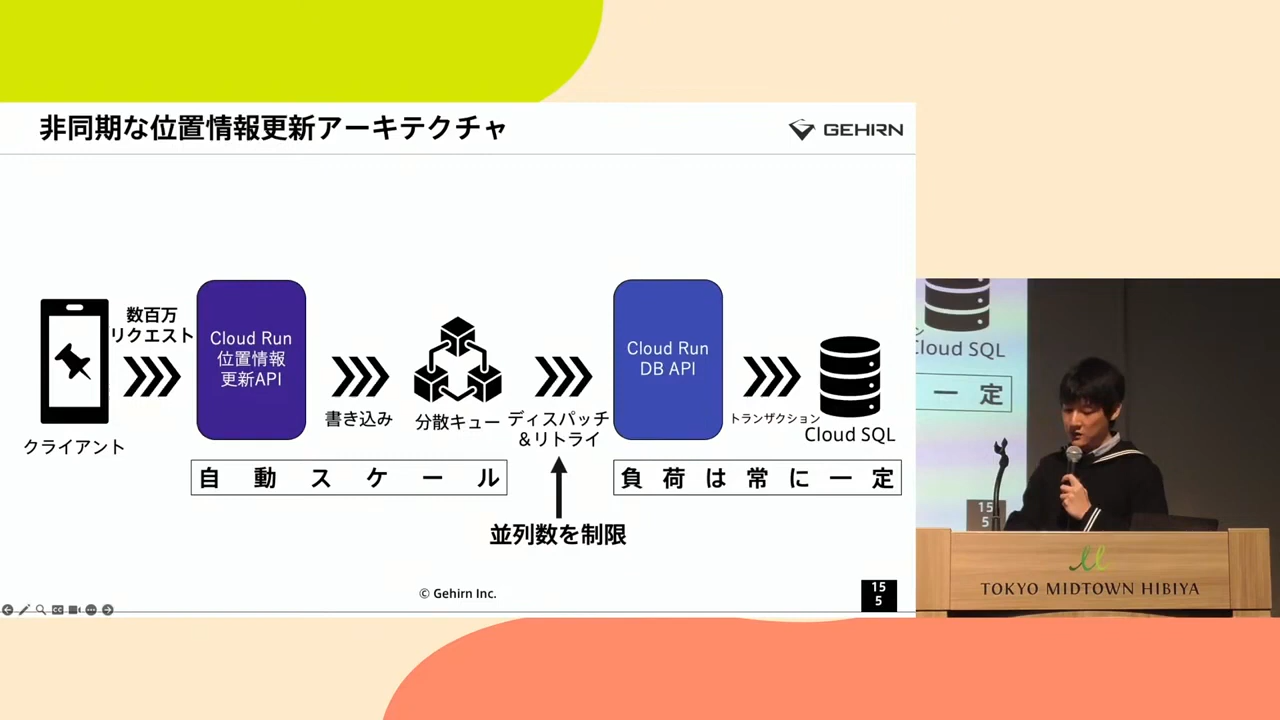 非同期な位置情報更新アーキテクチャ
GEHIRN
数百万
リクエスト
クライアント
Cloud Run
位置情報
更新API
書き込み
分散キュー
ディスパッチ
&リトライ
Cloud Run
DB API
トランザクション
Cloud SQL
自動スケール
負荷は常に一定
並列数を制限
© Gehirn Inc.
15
5
ン
Cloud SQL
一定
15
5
TOKYO MIDTOWN HIBIYA